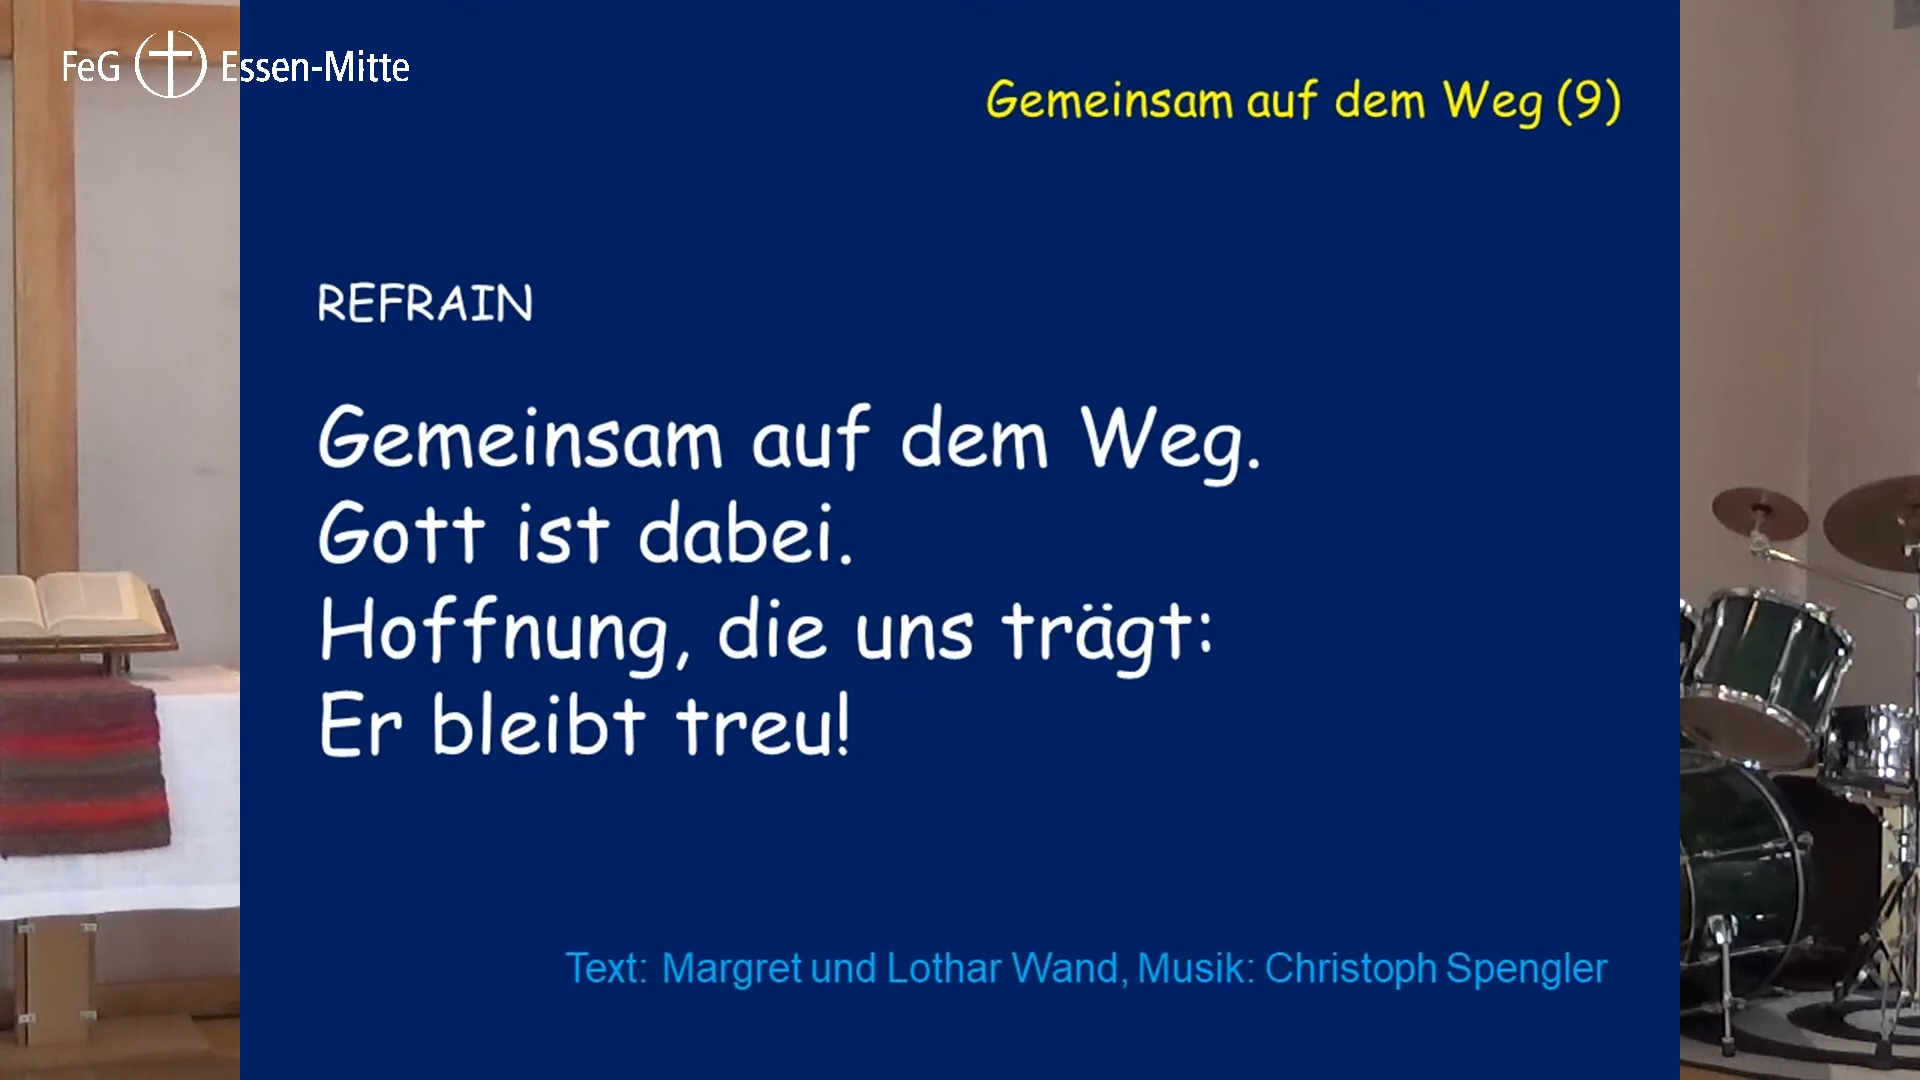 FeG Essen-Mitte
Gemeinsam auf dem Weg (9)
REFRAIN
Gemeinsam auf dem Weg.
Gott ist dabei.
Hoffnung, die uns trägt:
Er bleibt treu!
Text: Margret und Lothar Wand, Musik: Christoph Spengler